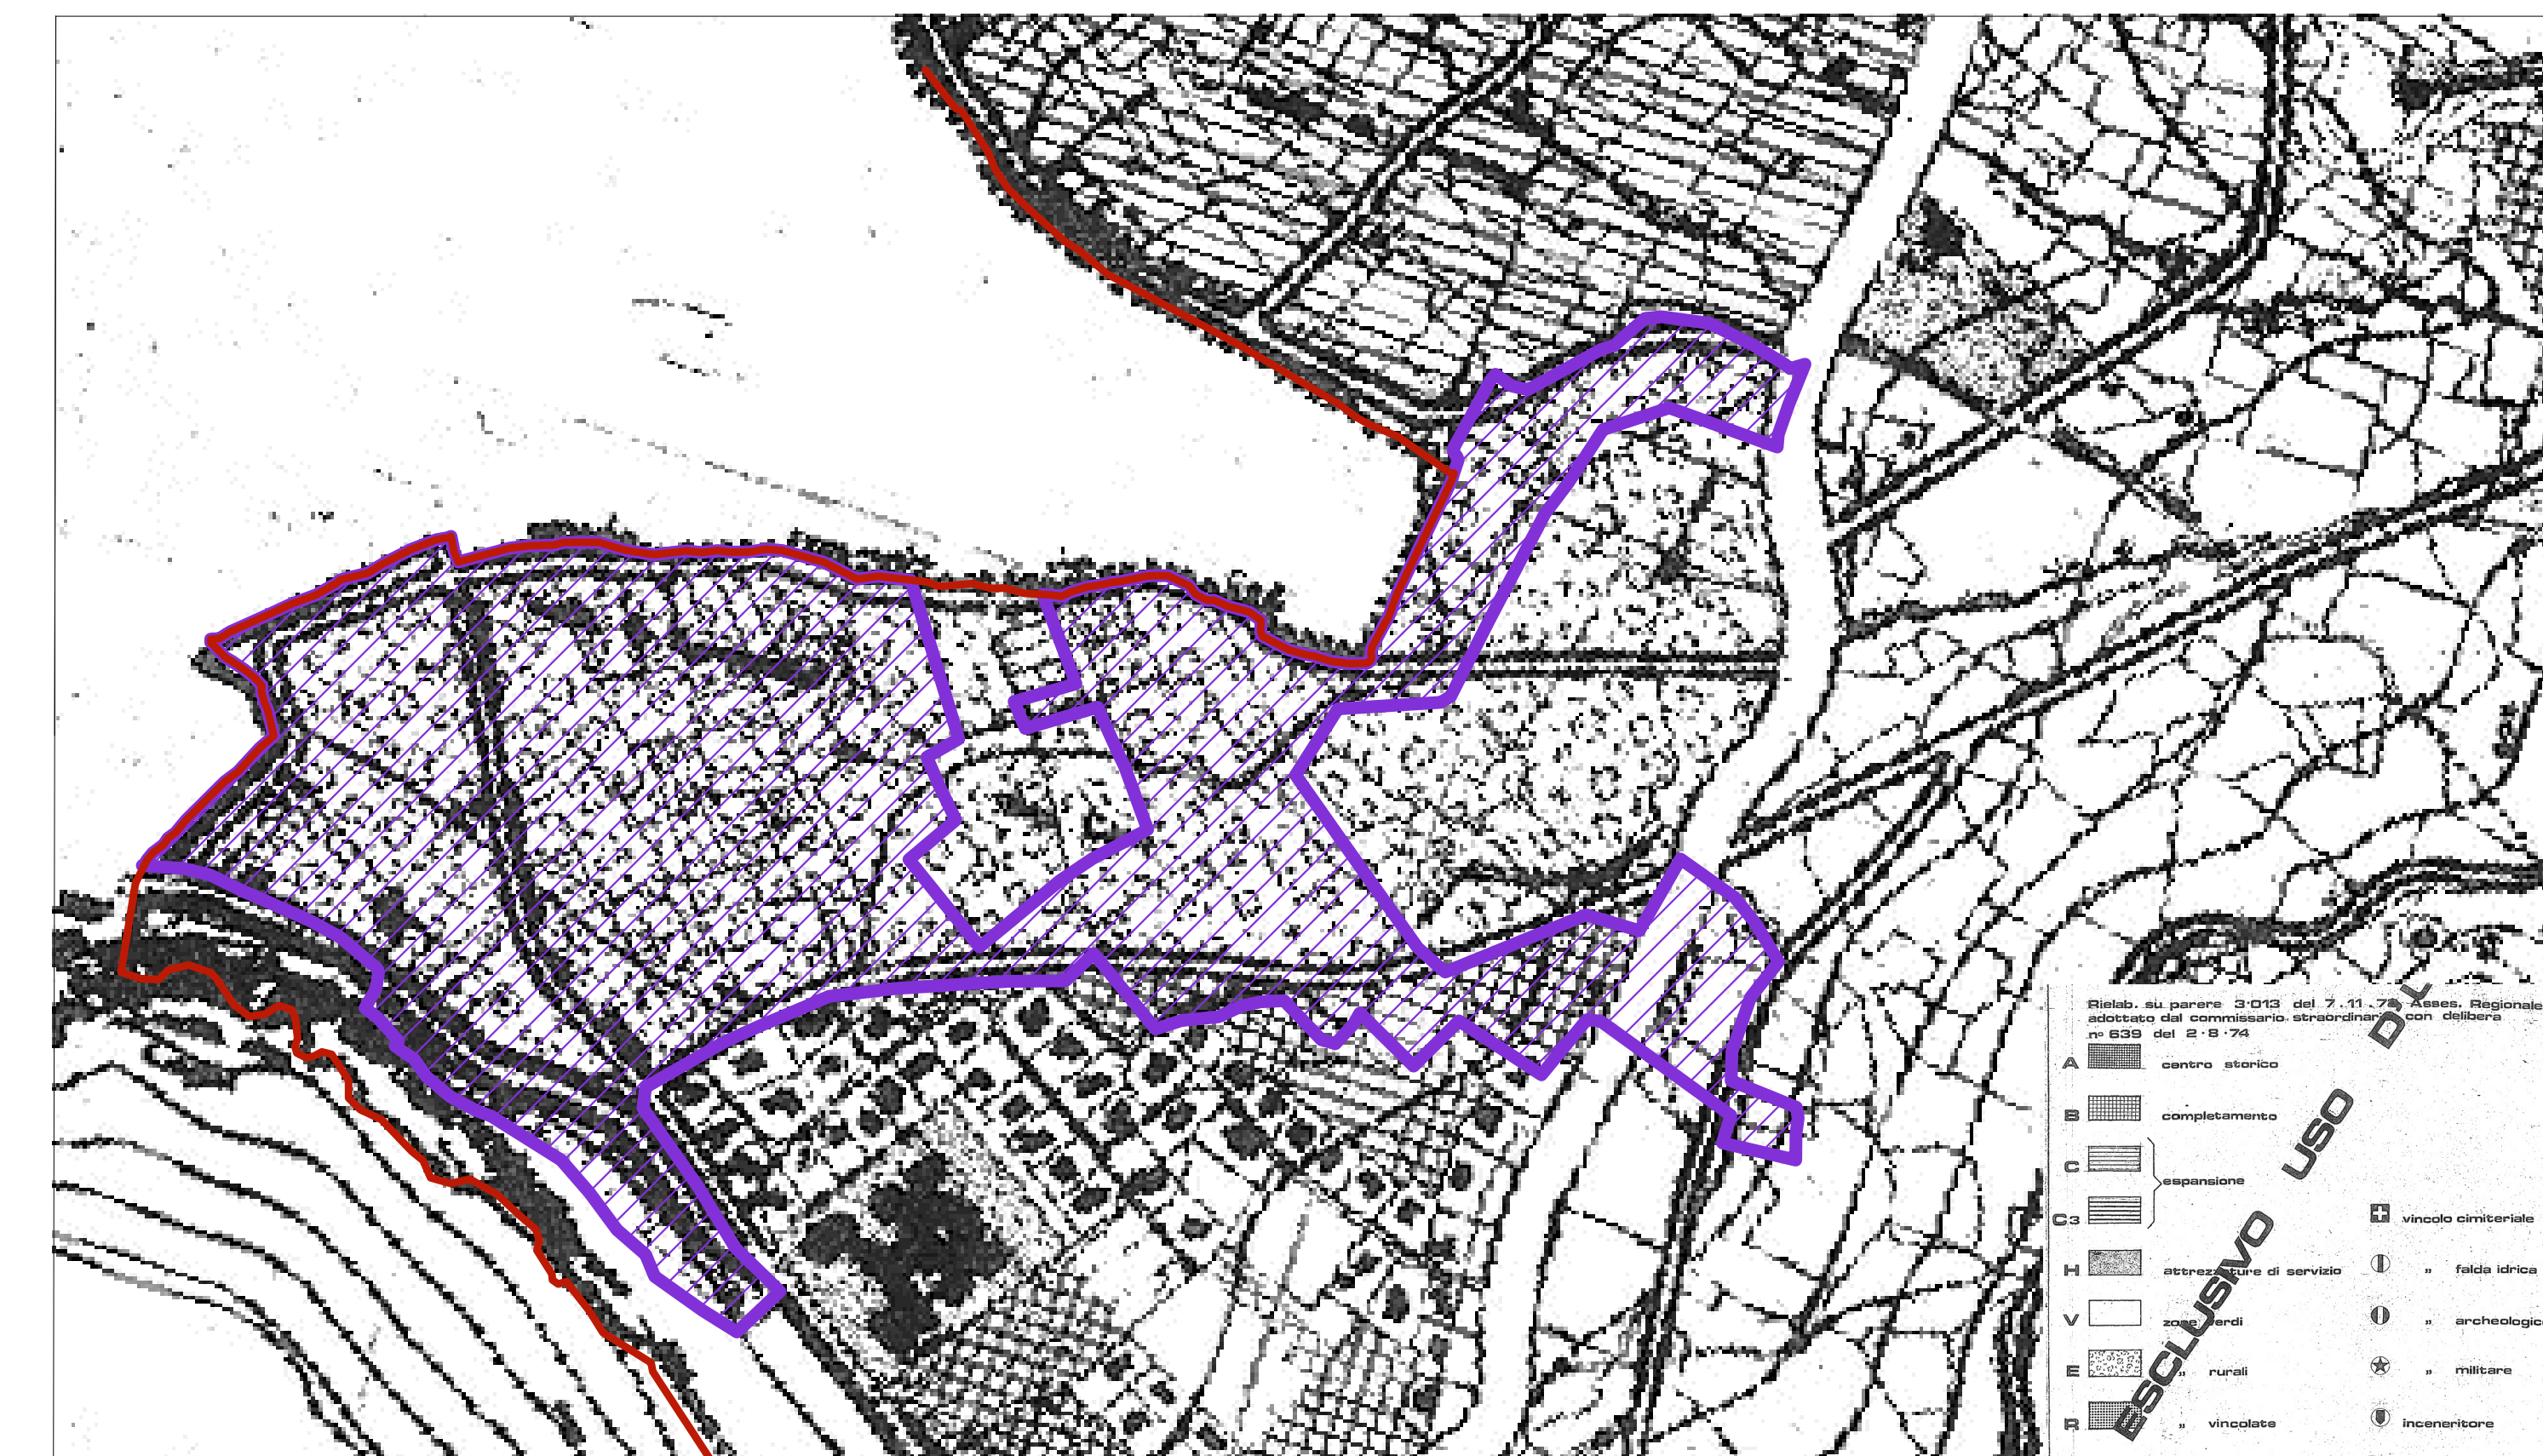 Rielab. su parere 3·013 del 7.11.73 Asses. Regionale
adottato dal commissario straordinario con delibera
nº 639 del 2·8·74
A centro storico
B completamento
C
espansione
C3
H attrezzature di servizio
V zone verdi
E " rurali
R " vincolate
vincolo cimiteriale
" falda idrica
" archeologic
" militare
inceneritore
ESCLUSIVO USO D'